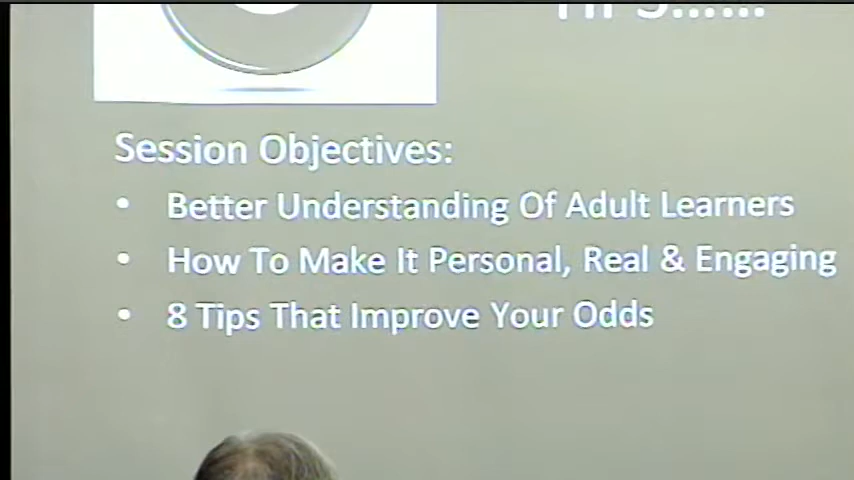 Session Objectives:
• Better Understanding Of Adult Learners
• How To Make It Personal, Real & Engaging
• 8 Tips That Improve Your Odds